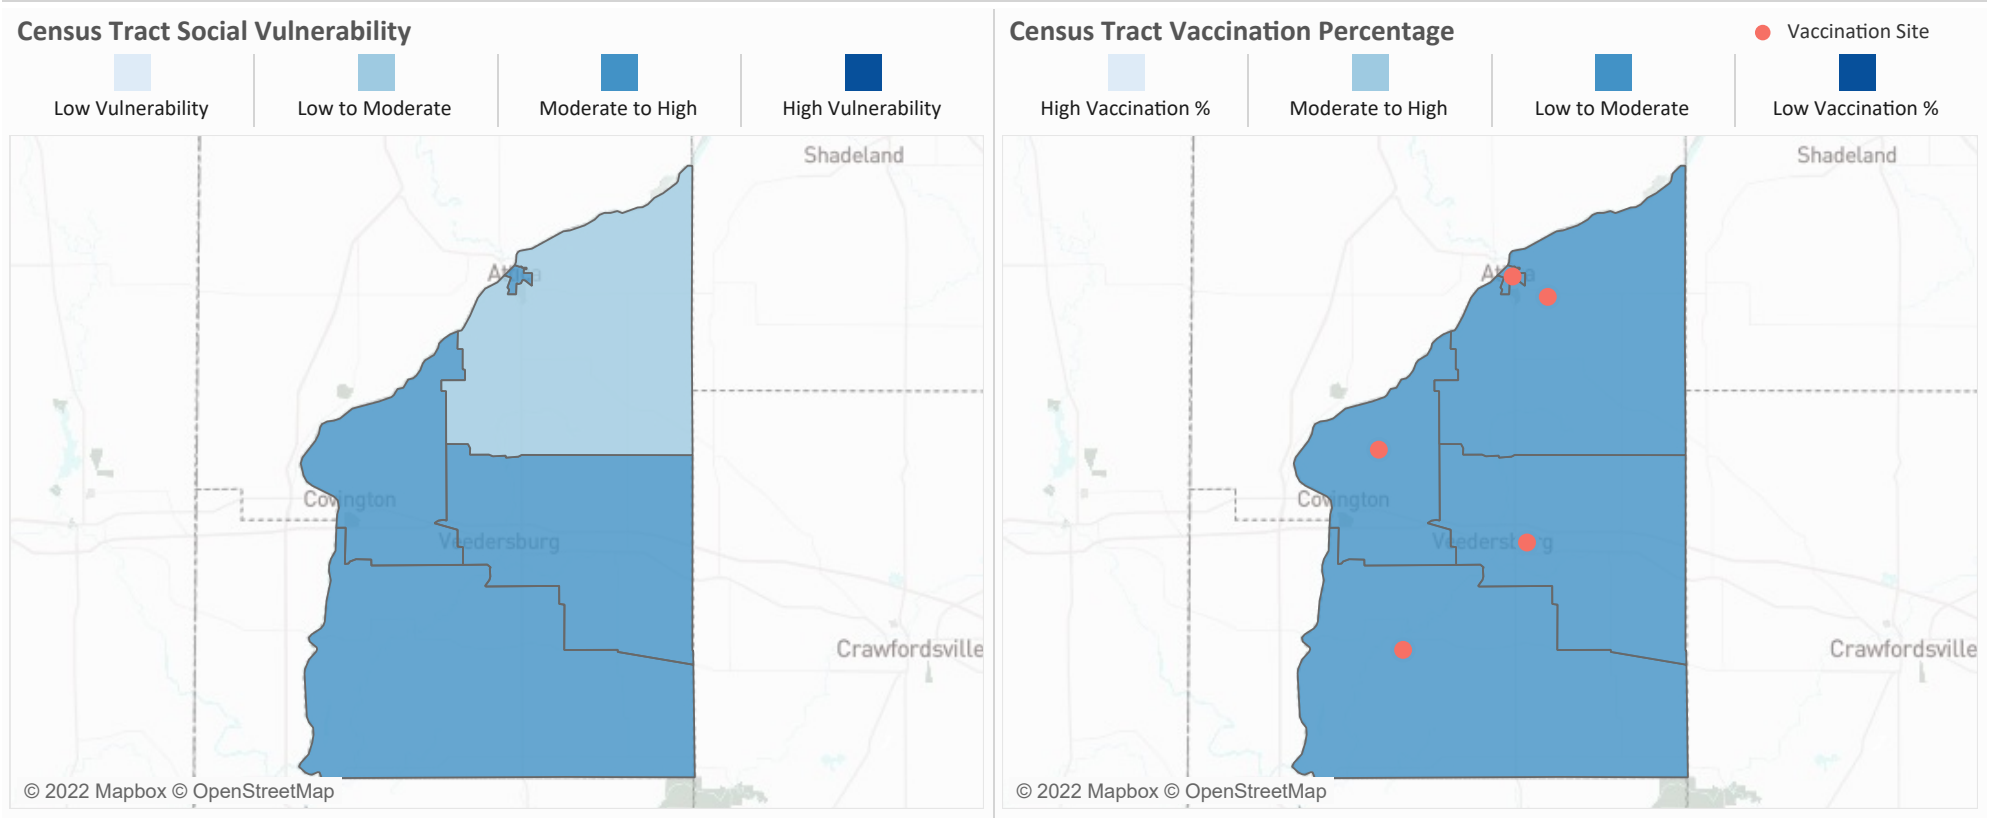 Census Tract Social Vulnerability
Low Vulnerability
Low to Moderate
Moderate to High
High Vulnerability
Shadeland
Covington
Veedersburg
Crawfordsville
© 2022 Mapbox © OpenStreetMap
Census Tract Vaccination Percentage
Vaccination Site
High Vaccination %
Moderate to High
Low to Moderate
Low Vaccination %
Shadeland
Covington
Crawfordsville
© 2022 Mapbox © OpenStreetMap